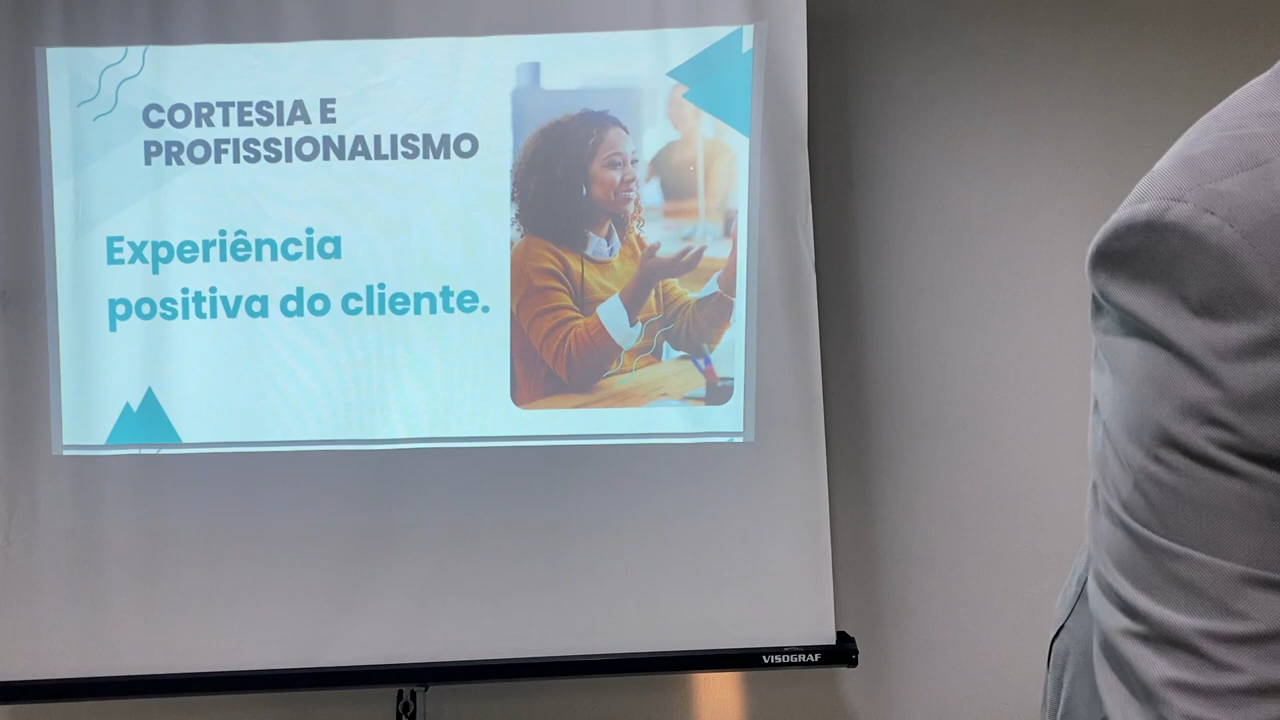 CORTESIA E
PROFISSIONALISMO
Experiência
positiva do cliente.
VISOGRAF